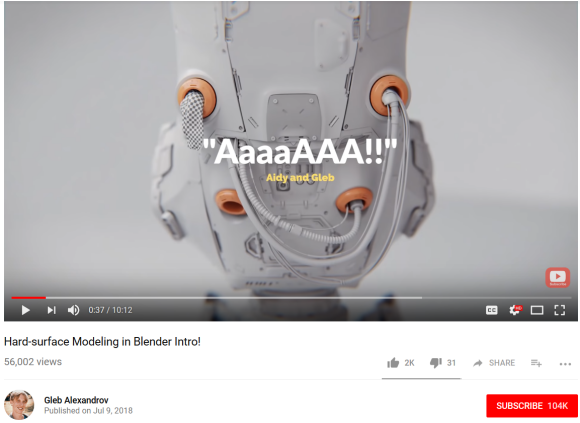 "AaaaAAA!!"
Aidy and Gleb
0:37 / 10:12
CC
Hard-surface Modeling in Blender Intro!
56,002 views
2K
31
SHARE
Gleb Alexandrov
Published on Jul 9, 2018
SUBSCRIBE 104K